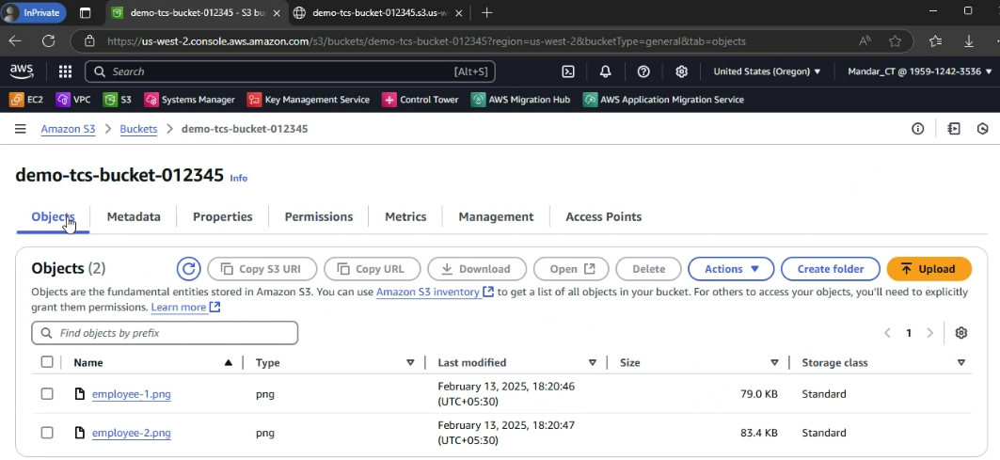 InPrivate
demo-tcs-bucket-012345 - S3 bu
demo-tcs-bucket-012345.s3.us-w
https://us-west-2.console.aws.amazon.com/s3/buckets/demo-tcs-bucket-012345?region=us-west-2&bucketType=general&tab=objects
aws
Search
[Alt+S]
United States (Oregon)
Mandar_CT @ 1959-1242-3536
EC2
VPC
S3
Systems Manager
Key Management Service
Control Tower
AWS Migration Hub
AWS Application Migration Service
Amazon S3 > Buckets > demo-tcs-bucket-012345
demo-tcs-bucket-012345 Info
Objects
Metadata
Properties
Permissions
Metrics
Management
Access Points
Objects (2)
Copy S3 URI
Copy URL
Download
Open
Delete
Actions
Create folder
Upload
Objects are the fundamental entities stored in Amazon S3. You can use Amazon S3 inventory to get a list of all objects in your bucket. For others to access your objects, you'll need to explicitly
grant them permissions. Learn more
Find objects by prefix
1
Name
Type
Last modified
Size
Storage class
employee-1.png
png
February 13, 2025, 18:20:46
(UTC+05:30)
79.0 KB
Standard
employee-2.png
png
February 13, 2025, 18:20:47
(UTC+05:30)
83.4 KB
Standard